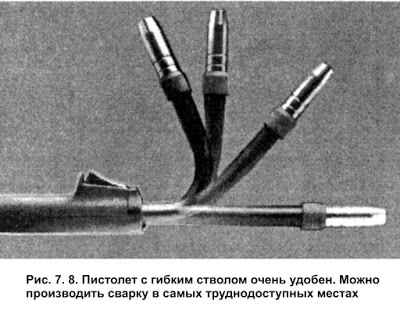 Рис. 7. 8. Пистолет с гибким стволом очень удобен. Можно
производить сварку в самых труднодоступных местах